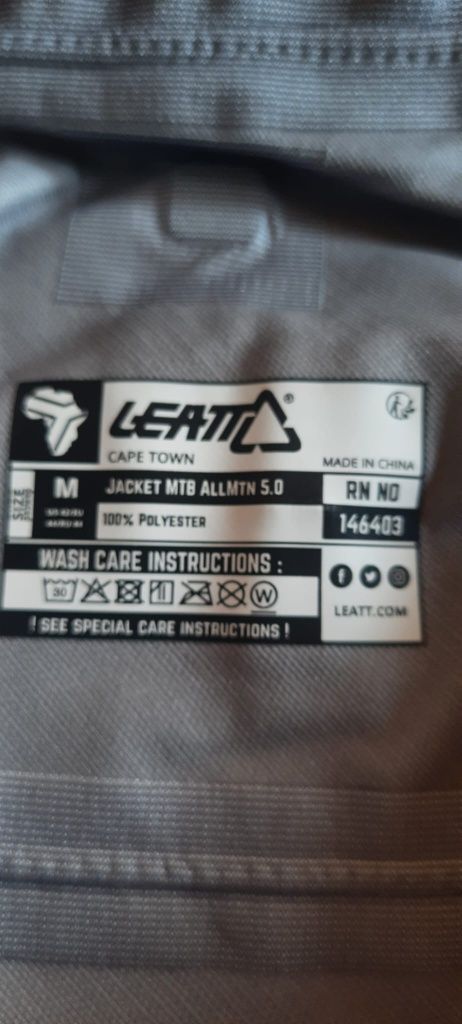 LEATT®
CAPE TOWN
MADE IN CHINA
SIZE
M
JACKET MTB ALLMTN 5.0
RN NO
100% POLYESTER
146403
WASH CARE INSTRUCTIONS :
30
W
LEATT.COM
! SEE SPECIAL CARE INSTRUCTIONS !